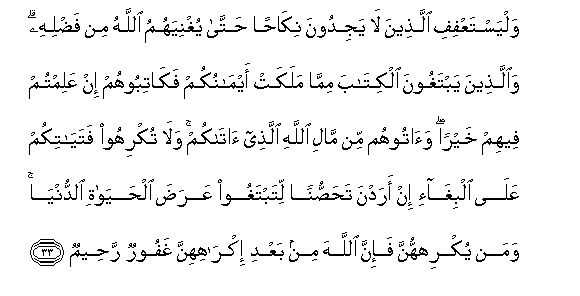 وَلْيَسْتَعْفِفِ ٱلَّذِينَ لَا يَجِدُونَ نِكَاحًا حَتَّىٰ يُغْنِيَهُمُ ٱللَّهُ مِن فَضْلِهِۦۗ
وَٱلَّذِينَ يَبْتَغُونَ ٱلْكِتَٰبَ مِمَّا مَلَكَتْ أَيْمَٰنُكُمْ فَكَاتِبُوهُمْ إِنْ عَلِمْتُمْ
فِيهِمْ خَيْرًاۖ وَءَاتُوهُم مِّن مَّالِ ٱللَّهِ ٱلَّذِىٓ ءَاتَىٰكُمْۚ وَلَا تُكْرِهُوا۟ فَتَيَٰتِكُمْ
عَلَى ٱلْبِغَآءِ إِنْ أَرَدْنَ تَحَصُّنًا لِّتَبْتَغُوا۟ عَرَضَ ٱلْحَيَوٰةِ ٱلدُّنْيَاۚ
وَمَن يُكْرِههُّنَّ فَإِنَّ ٱللَّهَ مِنۢ بَعْدِ إِكْرَٰهِهِنَّ غَفُورٌ رَّحِيمٌ ٣٣